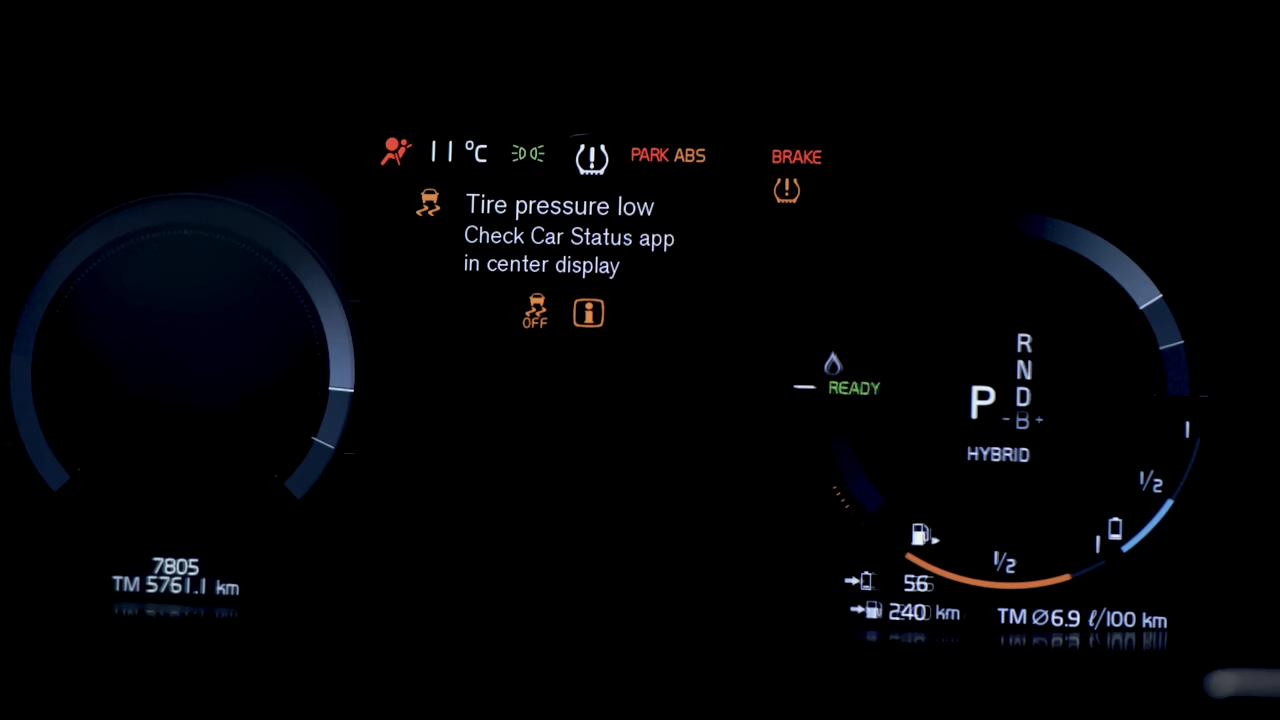 11 °C PARK ABS BRAKE
Tire pressure low
Check Car Status app
in center display
OFF
READY
R
N
D
P - B +
HYBRID
1
1/2
1
1/2
7805
TM 5761.1 km
56
240 km
TM Ø6.9 ℓ/100 km